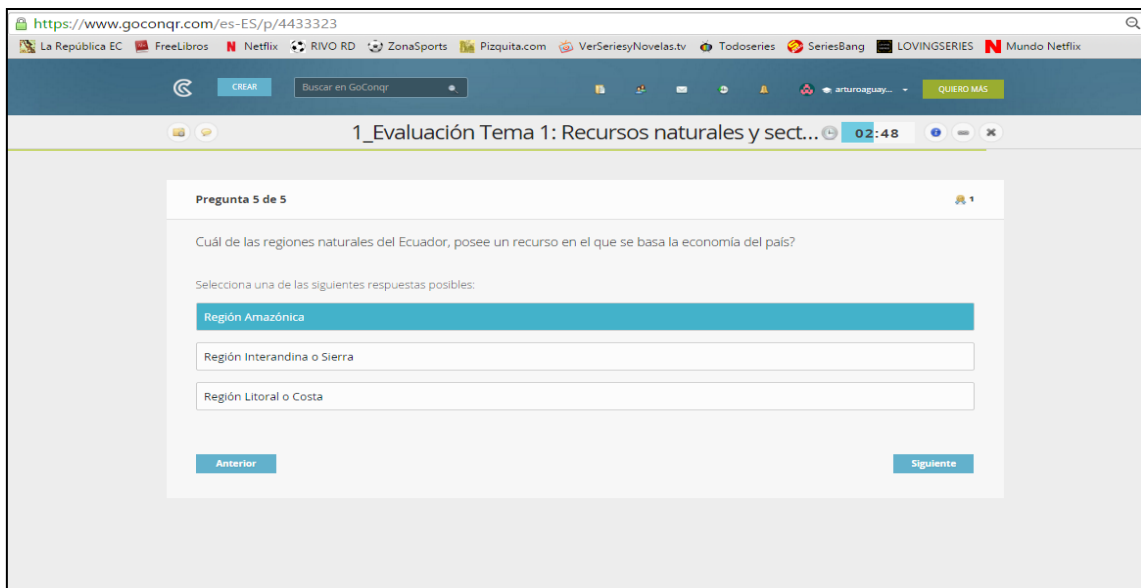 https://www.goconqr.com/es-ES/p/4433323
La República EC FreeLibros Netflix RIVO RD ZonaSports Pizquita.com VerSeriesyNovelas.tv Todoseries SeriesBang LOVINGSERIES Mundo Netflix
CREAR Buscar en GoConqr arturoaguay... QUIERO MÁS
1_Evaluación Tema 1: Recursos naturales y sect... 02:48
Pregunta 5 de 5 1
Cuál de las regiones naturales del Ecuador, posee un recurso en el que se basa la economía del país?
Selecciona una de las siguientes respuestas posibles:
Región Amazónica
Región Interandina o Sierra
Región Litoral o Costa
Anterior Siguiente